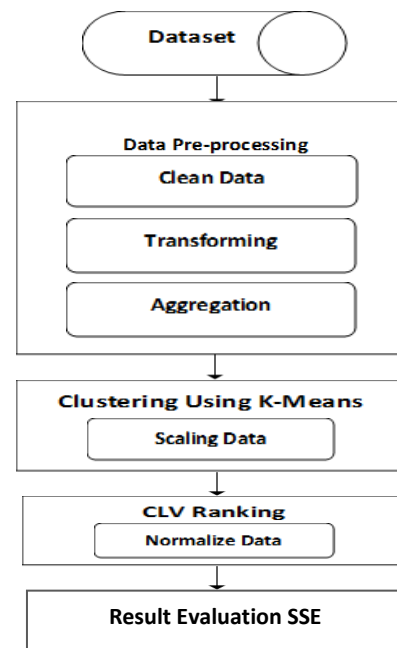 Dataset
Data Pre-processing
Clean Data
Transforming
Aggregation
Clustering Using K-Means
Scaling Data
CLV Ranking
Normalize Data
Result Evaluation SSE